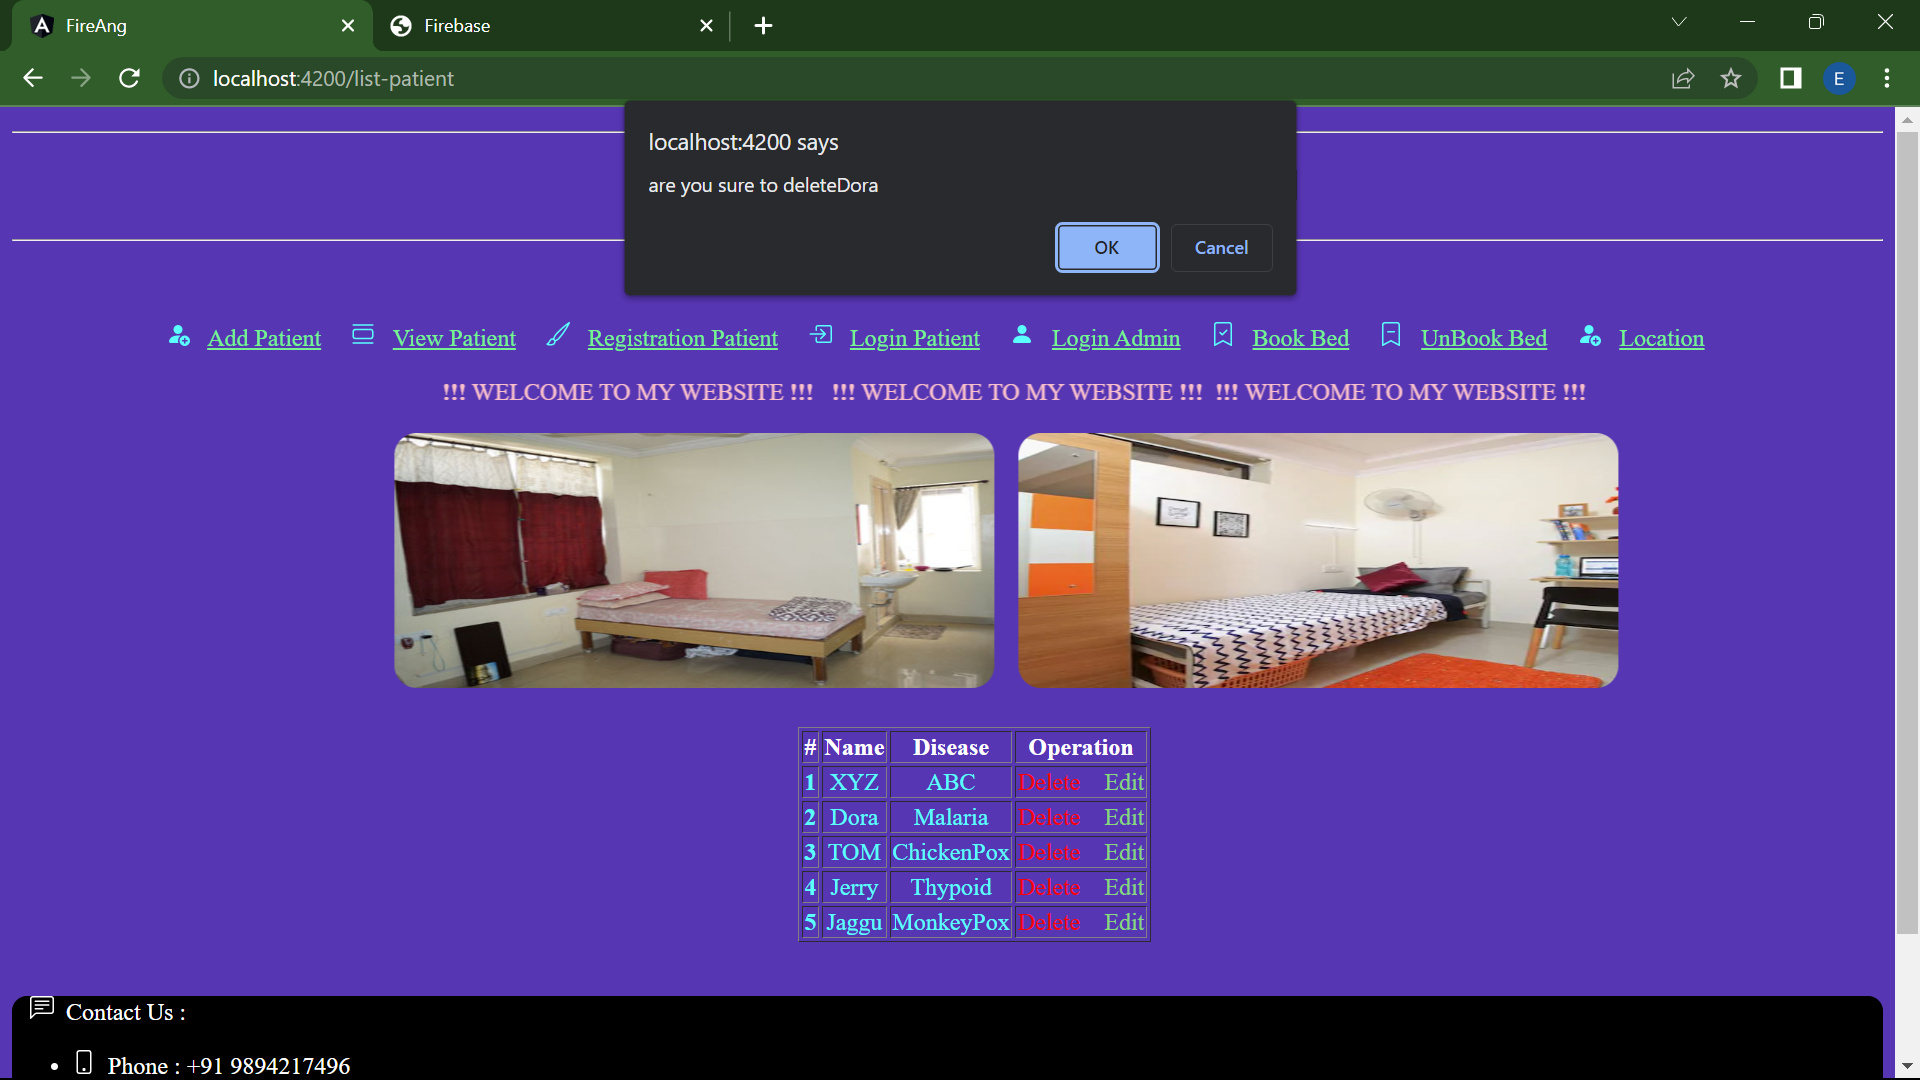 FireAng
Firebase
localhost:4200/list-patient
E
localhost:4200 says
are you sure to deleteDora
OK
Cancel
Add Patient View Patient Registration Patient Login Patient Login Admin Book Bed UnBook Bed Location
!!! WELCOME TO MY WEBSITE !!! !!! WELCOME TO MY WEBSITE !!! !!! WELCOME TO MY WEBSITE !!!
# Name Disease Operation
1 XYZ ABC Delete Edit
2 Dora Malaria Delete Edit
3 TOM ChickenPox Delete Edit
4 Jerry Thypoid Delete Edit
5 Jaggu MonkeyPox Delete Edit
Contact Us :
• Phone : +91 9894217496